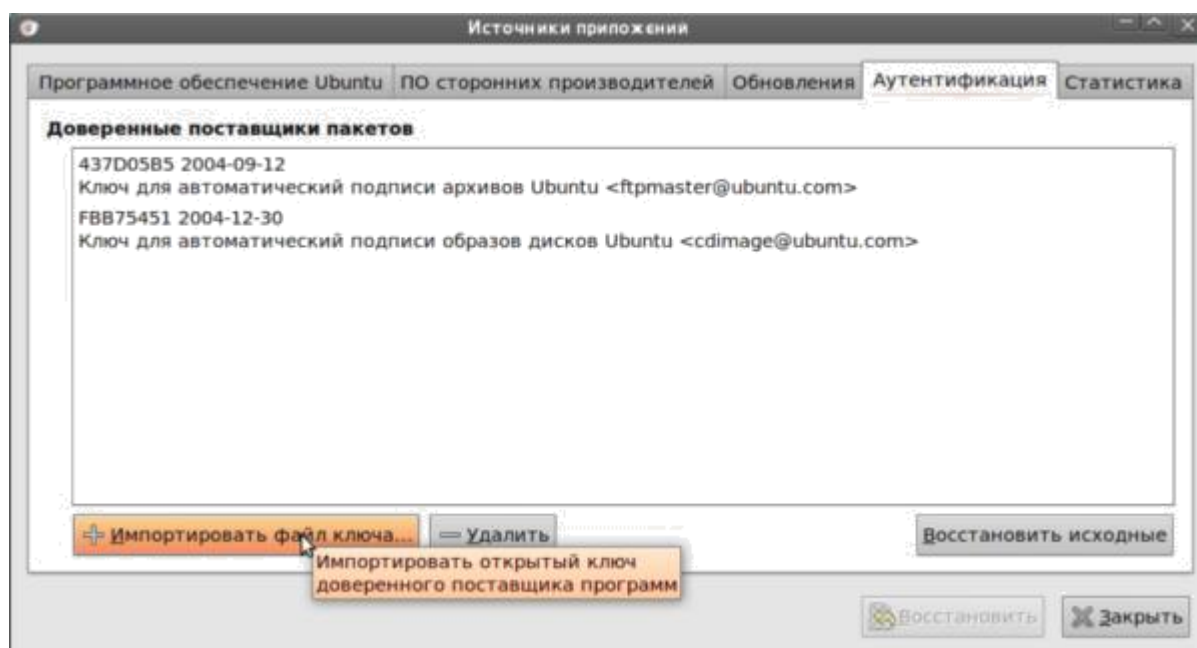 Источники приложений
Программное обеспечение Ubuntu ПО сторонних производителей Обновления Аутентификация Статистика
Доверенные поставщики пакетов
437D05B5 2004-09-12
Ключ для автоматический подписи архивов Ubuntu <ftpmaster@ubuntu.com>
FBB75451 2004-12-30
Ключ для автоматический подписи образов дисков Ubuntu <cdimage@ubuntu.com>
Импортировать файл ключа... Удалить Восстановить исходные
Импортировать открытый ключ
доверенного поставщика программ
Восстановить Закрыть